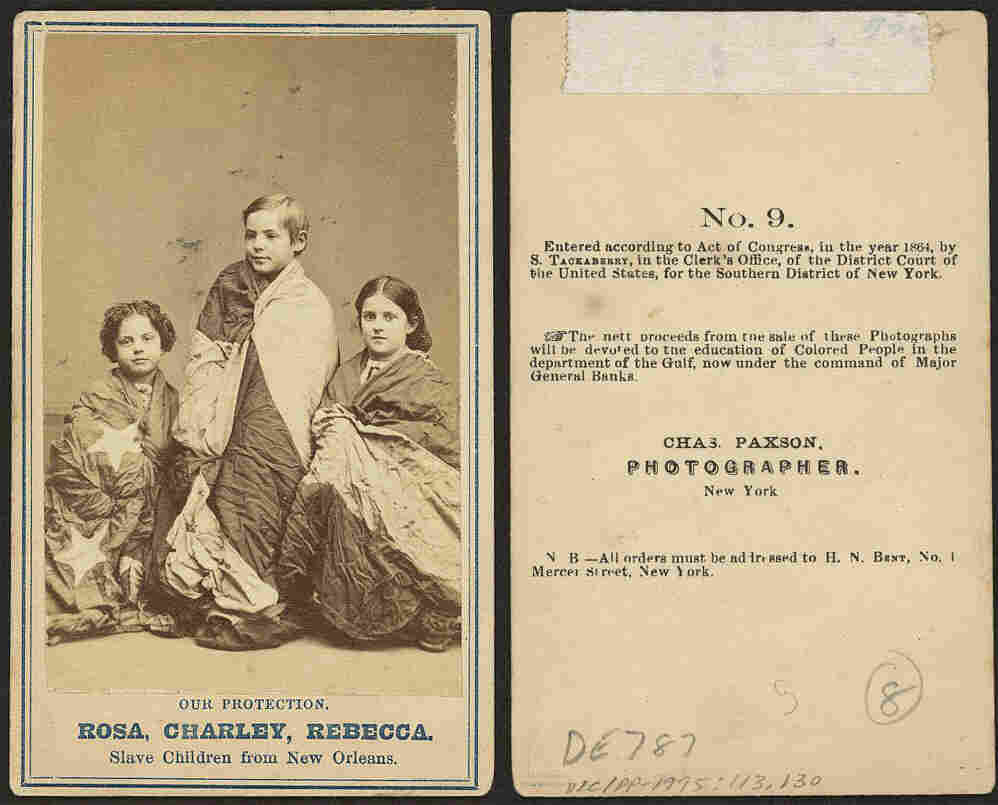 OUR PROTECTION.
ROSA, CHARLEY, REBECCA.
Slave Children from New Orleans.
No. 9.
Entered according to Act of Congress, in the year 1864, by
S. TACKABERRY, in the Clerk's Office, of the District Court of
the United States, for the Southern District of New York.
☞The nett proceeds from the sale of these Photographs
will be devoted to the education of Colored People in the
department of the Gulf, now under the command of Major
General Banks.
CHAS. PAXSON,
PHOTOGRAPHER.
New York
N B—All orders must be addressed to H. N. BENT, No. 1
Mercer Street, New York.
8
DE787
DLC/PP-1975:113.130